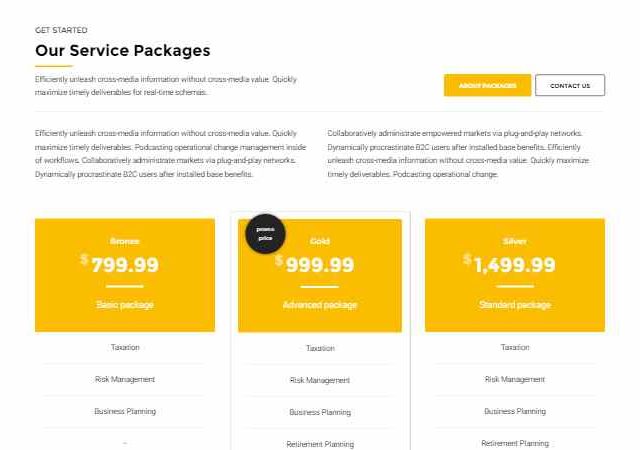 GET STARTED
Our Service Packages
Efficiently unleash cross-media information without cross-media value. Quickly
maximize timely deliverables for real-time schemas.
ABOUT PACKAGES
CONTACT US
Efficiently unleash cross-media information without cross-media value. Quickly
maximize timely deliverables. Podcasting operational change management inside
of workflows. Collaboratively administrate markets via plug-and-play networks.
Dynamically procrastinate B2C users after installed base benefits.
Collaboratively administrate empowered markets via plug-and-play networks.
Dynamically procrastinate B2C users after installed base benefits. Efficiently
unleash cross-media information without cross-media value. Quickly maximize
timely deliverables. Podcasting operational change.
Bronze
$799.99
Basic package
Taxation
Risk Management
Business Planning
-
promo
price
Gold
$999.99
Advanced package
Taxation
Risk Management
Business Planning
Retirement Planning
Silver
$1,499.99
Standard package
Taxation
Risk Management
Business Planning
Retirement Planning